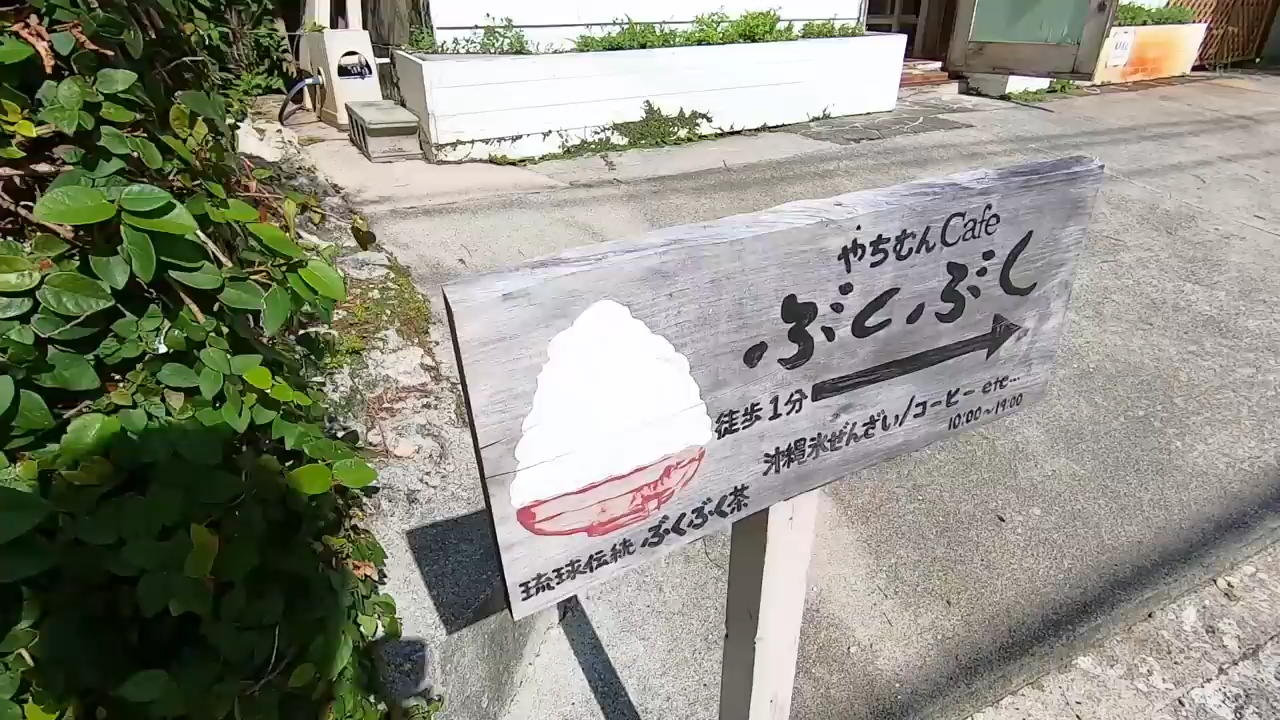 やちむんCafe
ぶくぶく
徒歩1分
沖縄氷ぜんざい/コーヒー etc...
10:00~19:00
琉球伝統 ぶくぶく茶